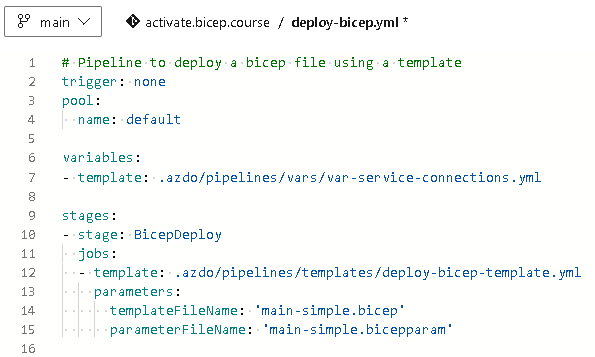 main activate.bicep.course / deploy-bicep.yml *
1 # Pipeline to deploy a bicep file using a template
2 trigger: none
3 pool:
4   name: default
5
6 variables:
7 - template: .azdo/pipelines/vars/var-service-connections.yml
8
9 stages:
10 - stage: BicepDeploy
11   jobs:
12   - template: .azdo/pipelines/templates/deploy-bicep-template.yml
13     parameters:
14       templateFileName: 'main-simple.bicep'
15       parameterFileName: 'main-simple.bicepparam'
16